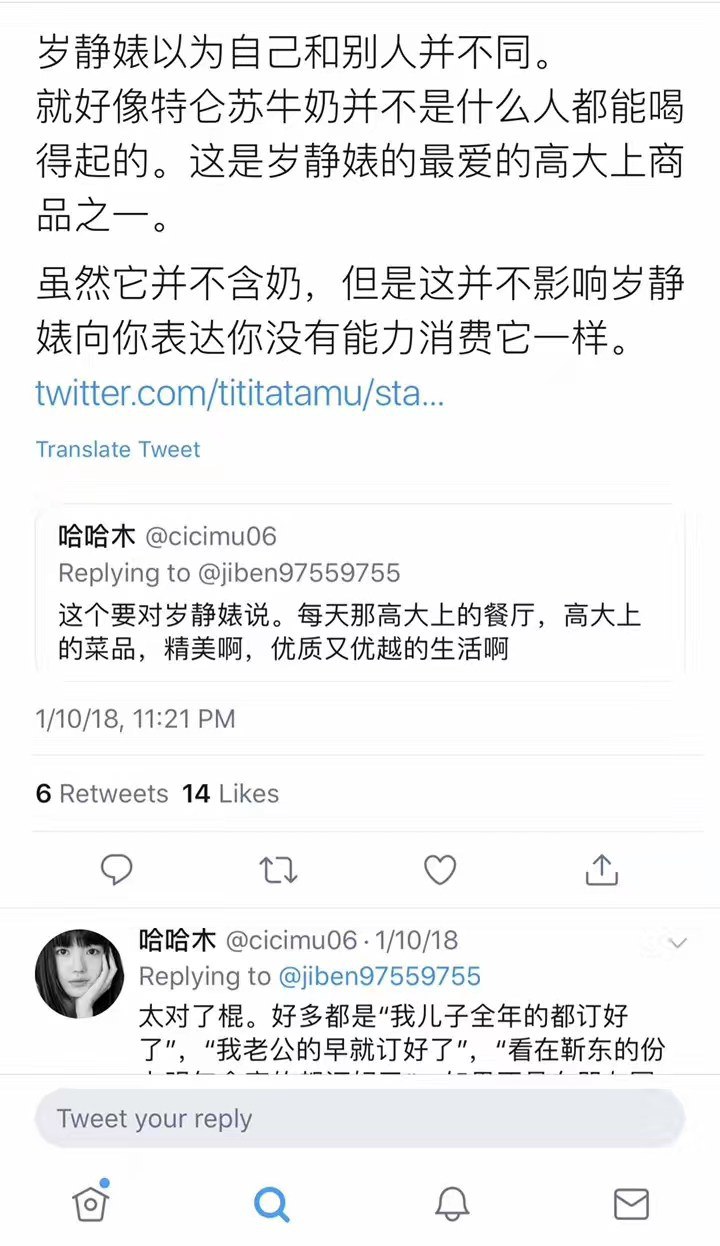 岁静婊以为自己和别人并不同。
就好像特仑苏牛奶并不是什么人都能喝
得起的。这是岁静婊的最爱的高大上商
品之一。
虽然它并不含奶，但是这并不影响岁静
婊向你表达你没有能力消费它一样。
twitter.com/tititatamu/sta...
Translate Tweet
哈哈木 @cicimu06
Replying to @jiben97559755
这个要对岁静婊说。每天那高大上的餐厅，高大上
的菜品，精美啊，优质又优越的生活啊
1/10/18, 11:21 PM
6 Retweets 14 Likes
哈哈木 @cicimu06 · 1/10/18
Replying to @jiben97559755
太对了棍。好多都是“我儿子全年的都订好
了”，“我老公的早就订好了”，“看在靳东的份
Tweet your reply